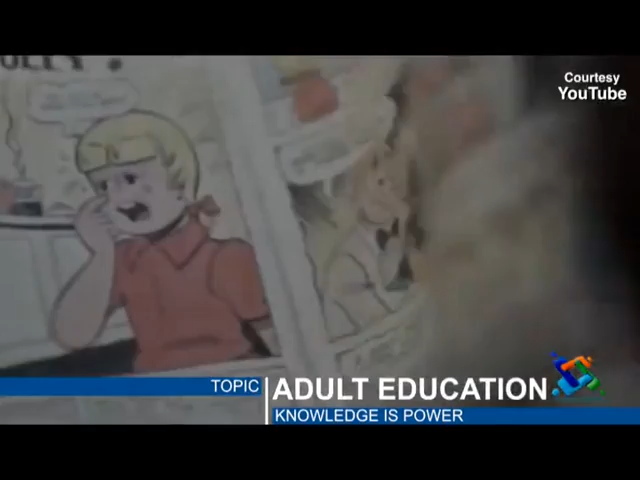 Courtesy
YouTube
TOPIC
ADULT EDUCATION
KNOWLEDGE IS POWER